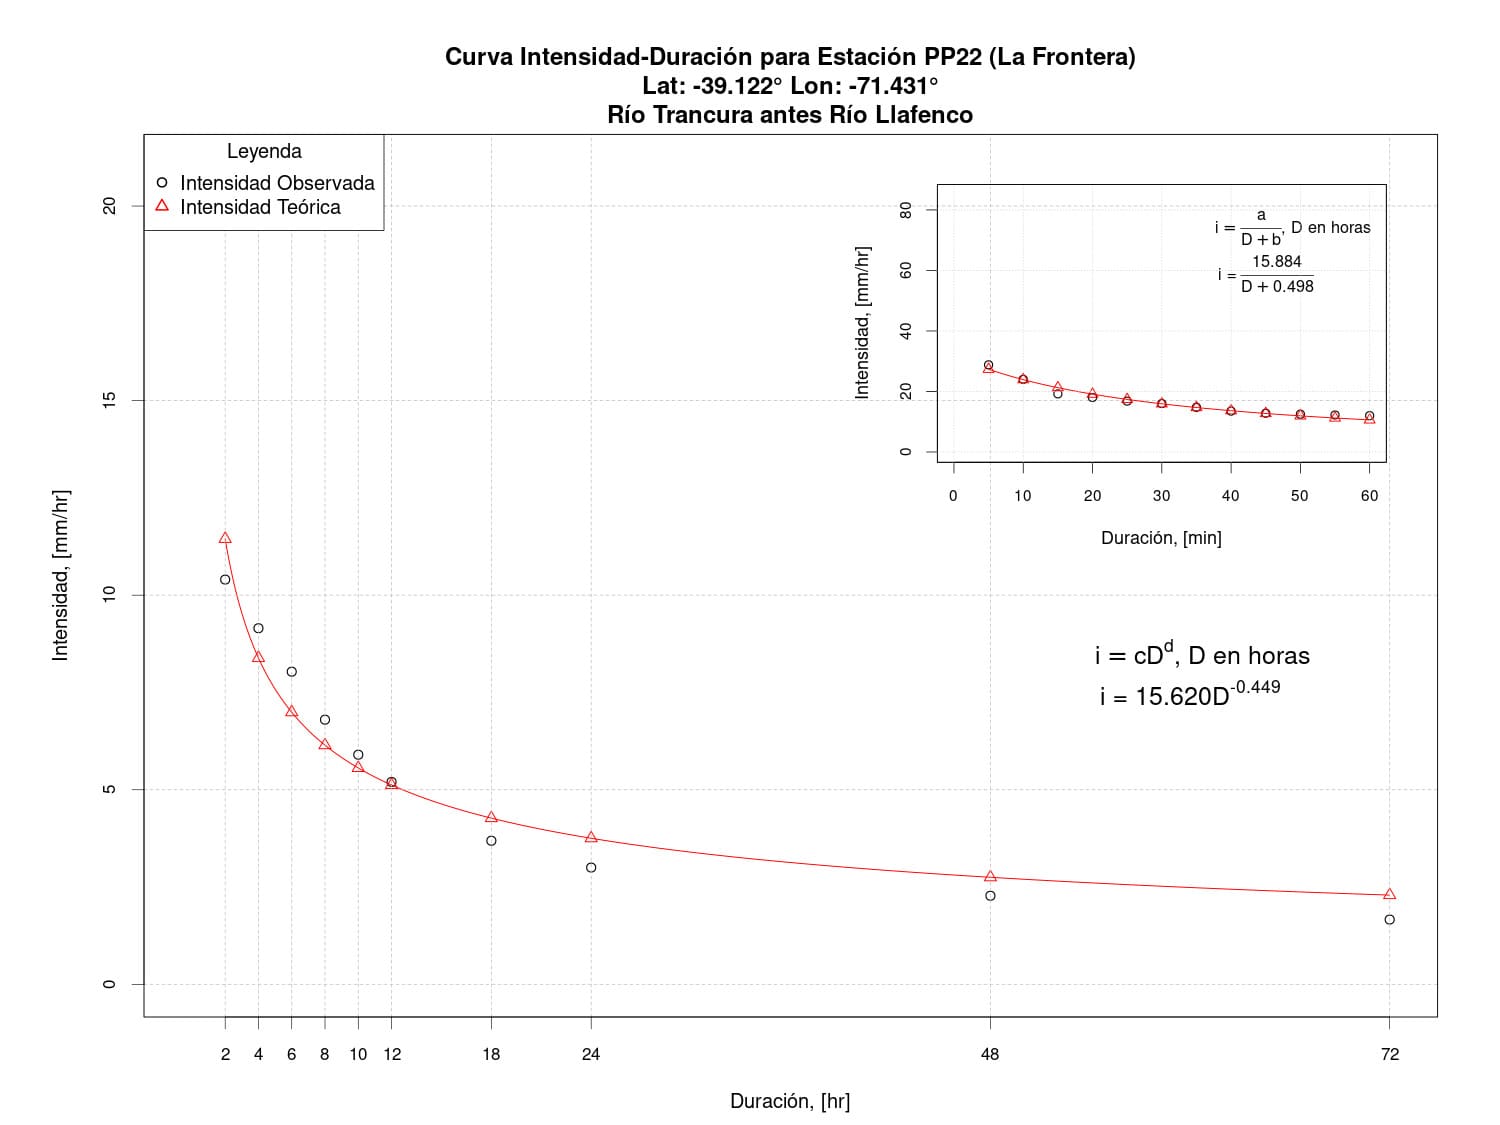 Curva Intensidad-Duración para Estación PP22 (La Frontera)
Lat: -39.122° Lon: -71.431°
Río Trancura antes Río Llafenco
Leyenda
Intensidad Observada
Intensidad Teórica
20
15
10
5
0
Intensidad, [mm/hr]
80
60
40
20
0
Intensidad, [mm/hr]
i = a / D + b, D en horas
i = 15.884 / D + 0.498
0 10 20 30 40 50 60
Duración, [min]
i = cD^d, D en horas
i = 15.620D^-0.449
2 4 6 8 10 12 18 24 48 72
Duración, [hr]